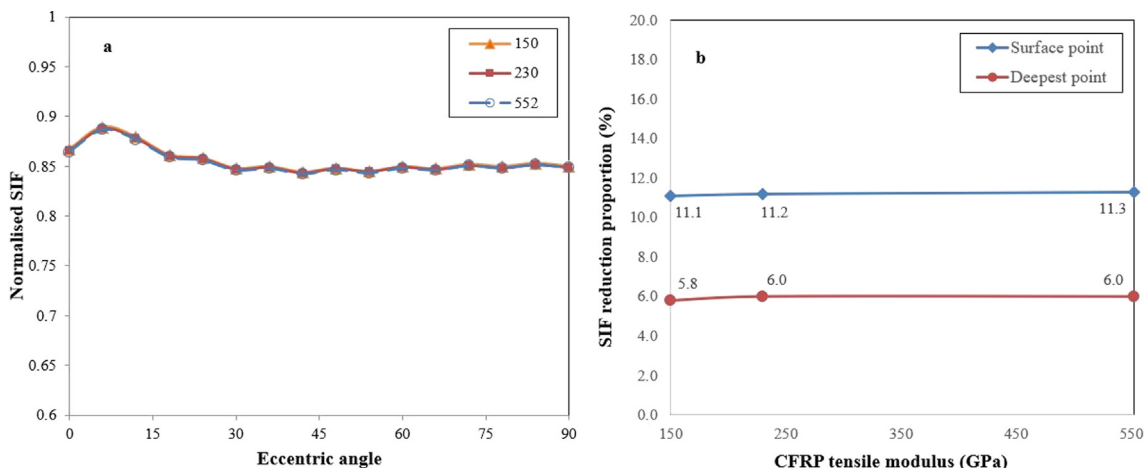 a
150
230
552
1
0.95
0.9
0.85
0.8
0.75
0.7
0.65
0.6
0 15 30 45 60 75 90
Normalised SIF
Eccentric angle
b
Surface point
Deepest point
20.0
18.0
16.0
14.0
12.0
10.0
8.0
6.0
4.0
2.0
0.0
11.1 11.2 11.3
5.8 6.0 6.0
150 250 350 450 550
SIF reduction proportion (%)
CFRP tensile modulus (GPa)